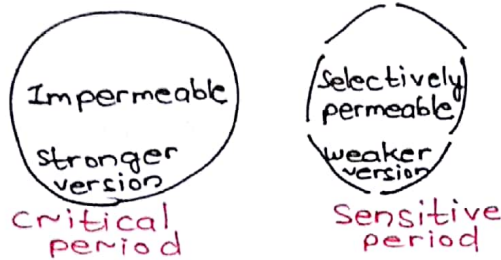 Impermeable
stronger
version
Critical
period
Selectively
permeable
weaker
version
Sensitive
period